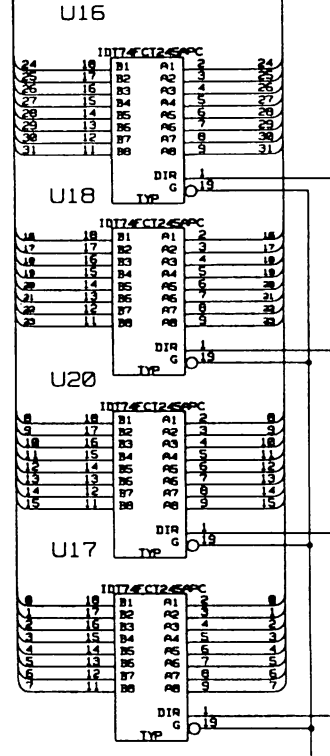 U16
IDT74FCT245APC
24 18 B1 A1 2 24
25 17 B2 A2 3 25
26 16 B3 A3 4 26
27 15 B4 A4 5 27
28 14 B5 A5 6 28
29 13 B6 A6 7 29
30 12 B7 A7 8 30
31 11 B8 A8 9 31
DIR 1
G 19
TYP
U18
IDT74FCT245APC
16 18 B1 A1 2 16
17 17 B2 A2 3 17
18 16 B3 A3 4 18
19 15 B4 A4 5 19
20 14 B5 A5 6 20
21 13 B6 A6 7 21
22 12 B7 A7 8 22
23 11 B8 A8 9 23
DIR 1
G 19
TYP
U20
IDT74FCT245APC
8 18 B1 A1 2 8
9 17 B2 A2 3 9
10 16 B3 A3 4 10
11 15 B4 A4 5 11
12 14 B5 A5 6 12
13 13 B6 A6 7 13
14 12 B7 A7 8 14
15 11 B8 A8 9 15
DIR 1
G 19
TYP
U17
IDT74FCT245APC
0 18 B1 A1 2 0
1 17 B2 A2 3 1
2 16 B3 A3 4 2
3 15 B4 A4 5 3
4 14 B5 A5 6 4
5 13 B6 A6 7 5
6 12 B7 A7 8 6
7 11 B8 A8 9 7
DIR 1
G 19
TYP